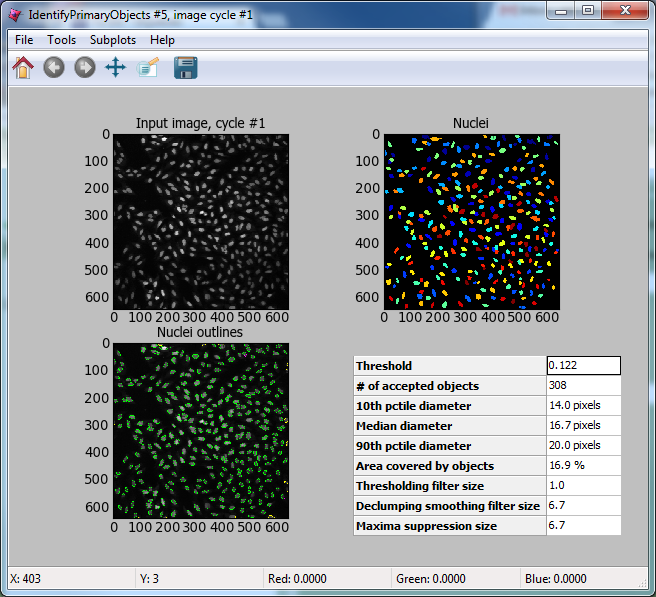 IdentifyPrimaryObjects #5, image cycle #1
File Tools Subplots Help
Input image, cycle #1
0
100
200
300
400
500
600
0 100 200 300 400 500 600
Nuclei
0
100
200
300
400
500
600
0 100 200 300 400 500 600
Nuclei outlines
0
100
200
300
400
500
600
0 100 200 300 400 500 600
Threshold 0.122
# of accepted objects 308
10th pctile diameter 14.0 pixels
Median diameter 16.7 pixels
90th pctile diameter 20.0 pixels
Area covered by objects 16.9 %
Thresholding filter size 1.0
Declumping smoothing filter size 6.7
Maxima suppression size 6.7
X: 403 Y: 3 Red: 0.0000 Green: 0.0000 Blue: 0.0000